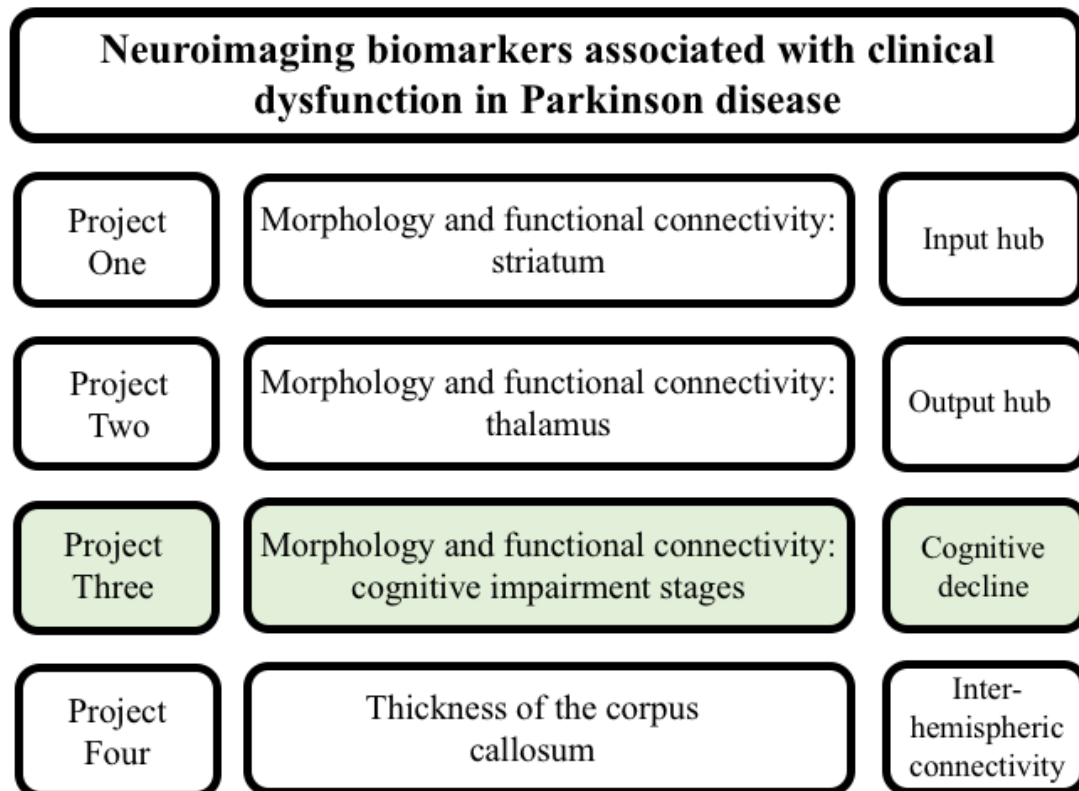 Neuroimaging biomarkers associated with clinical
dysfunction in Parkinson disease
Project
One
Morphology and functional connectivity:
striatum
Input hub
Project
Two
Morphology and functional connectivity:
thalamus
Output hub
Project
Three
Morphology and functional connectivity:
cognitive impairment stages
Cognitive
decline
Project
Four
Thickness of the corpus
callosum
Inter-
hemispheric
connectivity